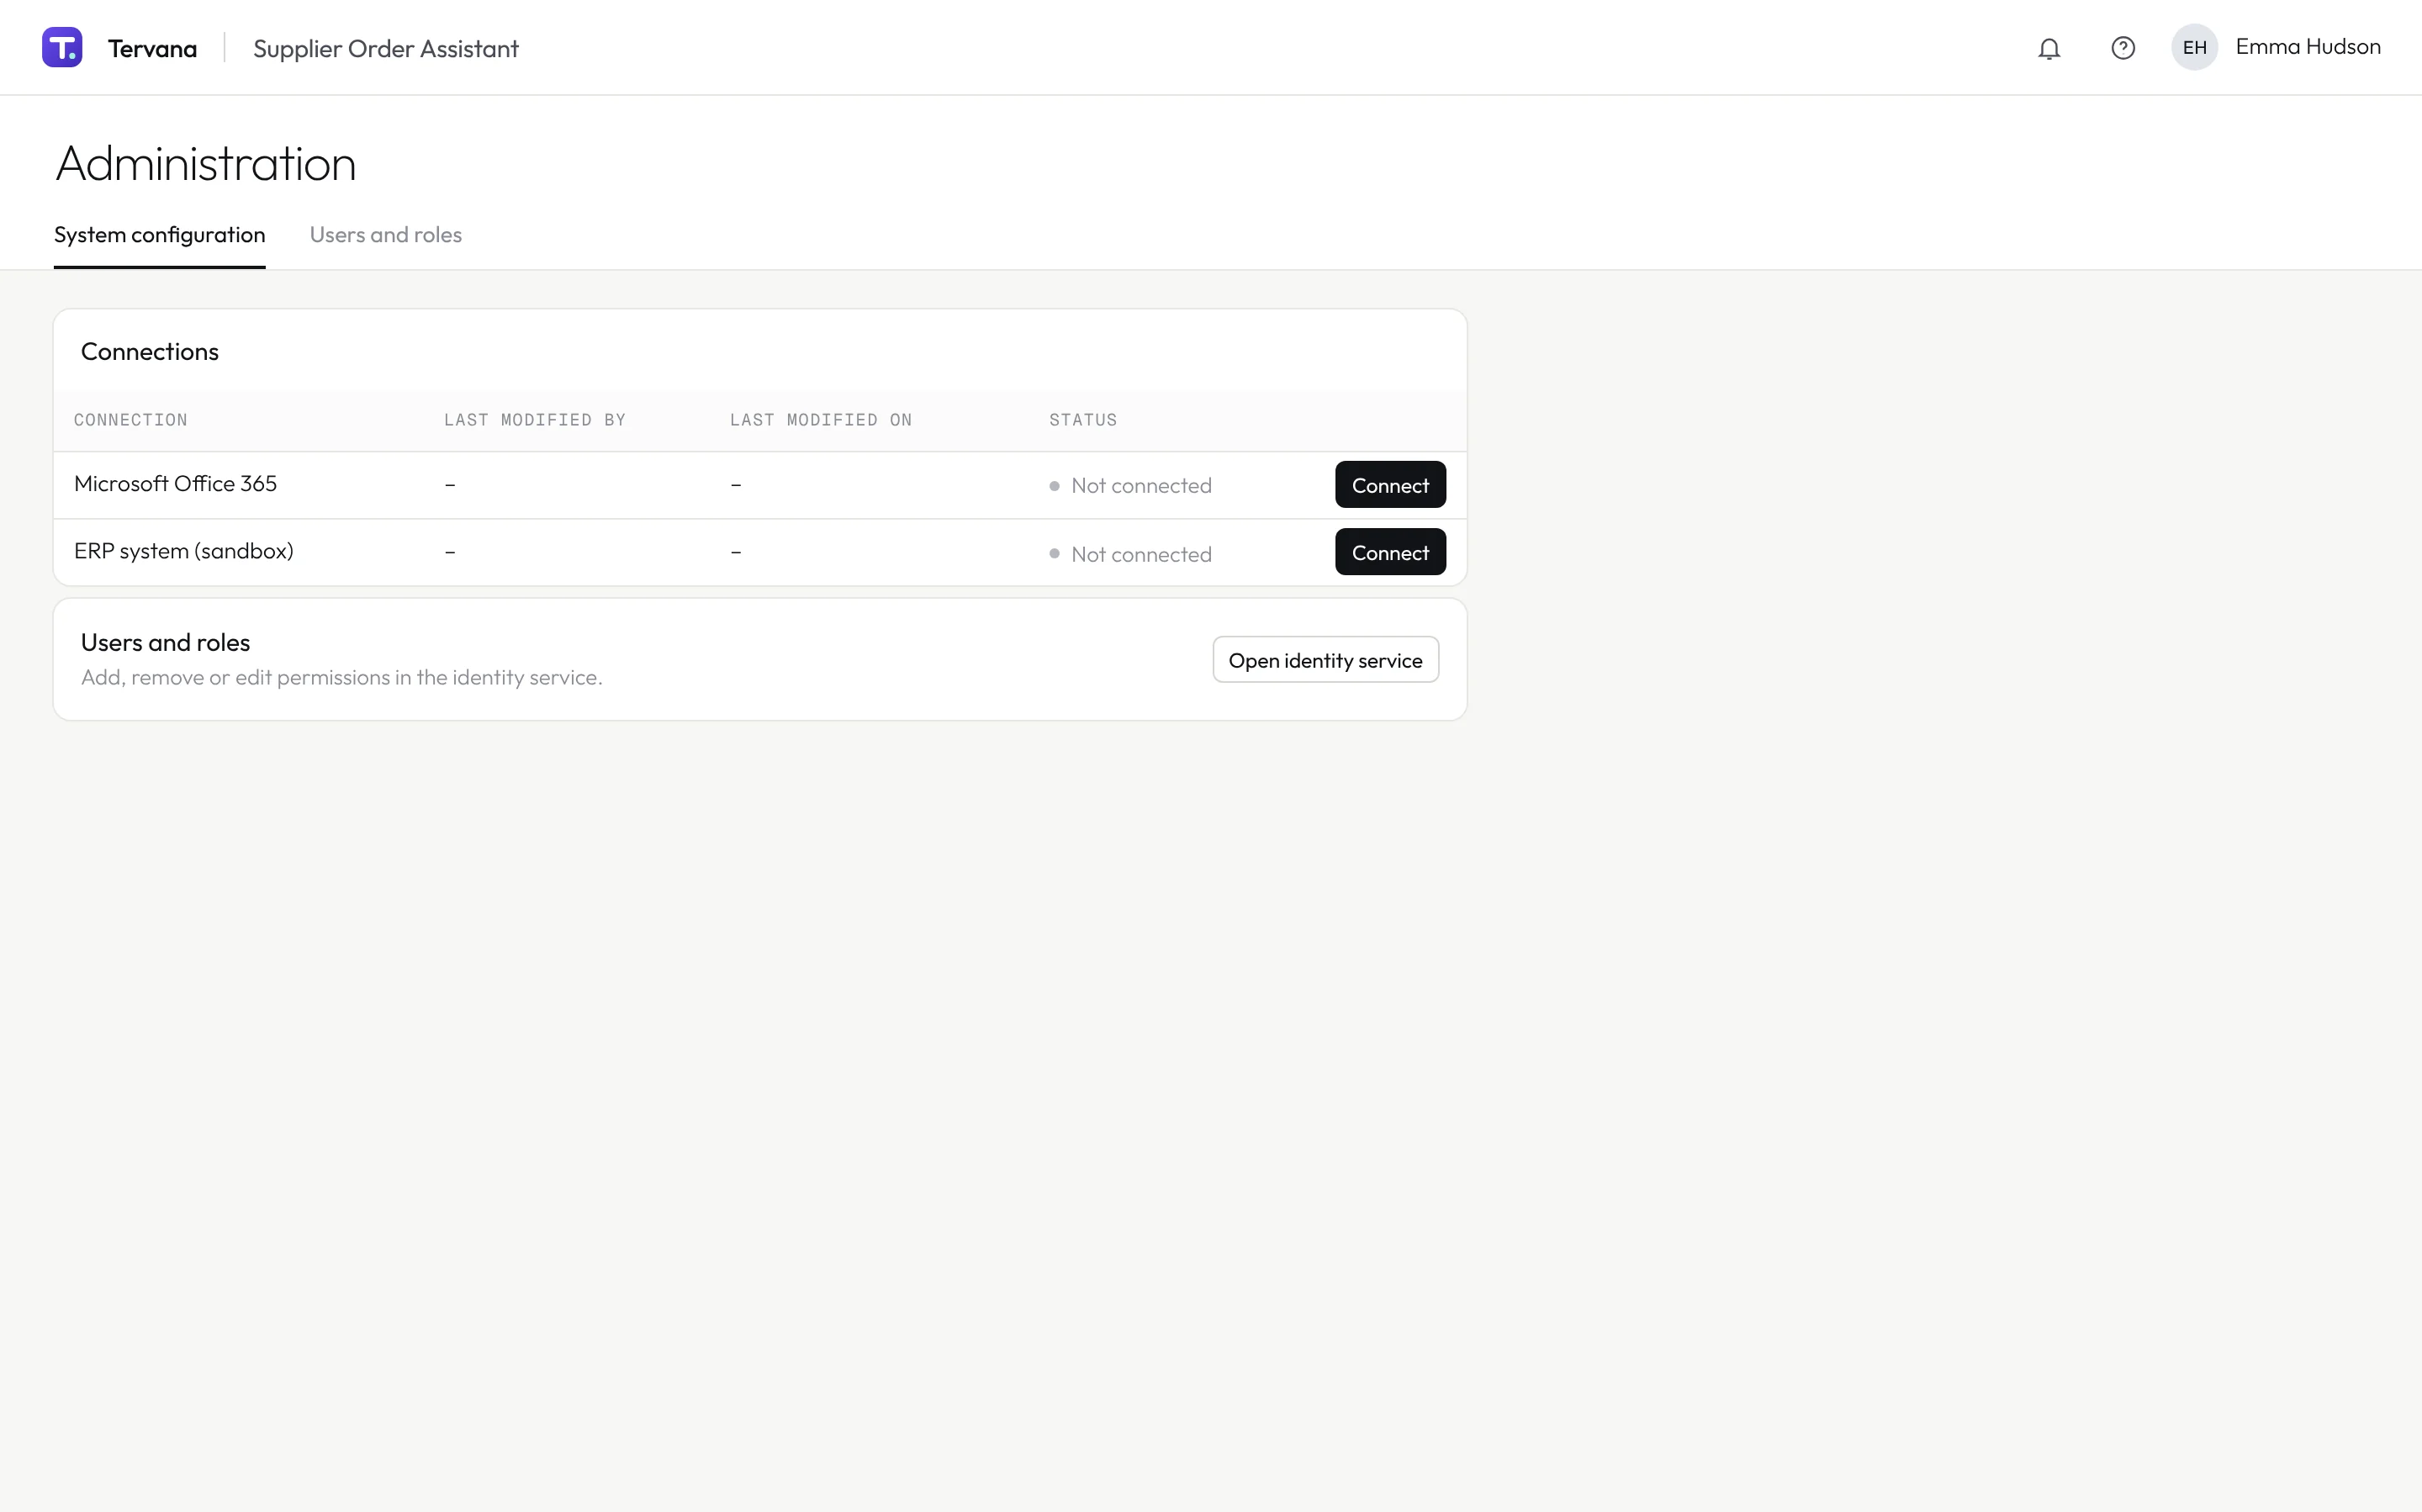 T. Tervana Supplier Order Assistant EH Emma Hudson
Administration
System configuration Users and roles
Connections
CONNECTION LAST MODIFIED BY LAST MODIFIED ON STATUS
Microsoft Office 365 – – Not connected Connect
ERP system (sandbox) – – Not connected Connect
Users and roles
Add, remove or edit permissions in the identity service.
Open identity service